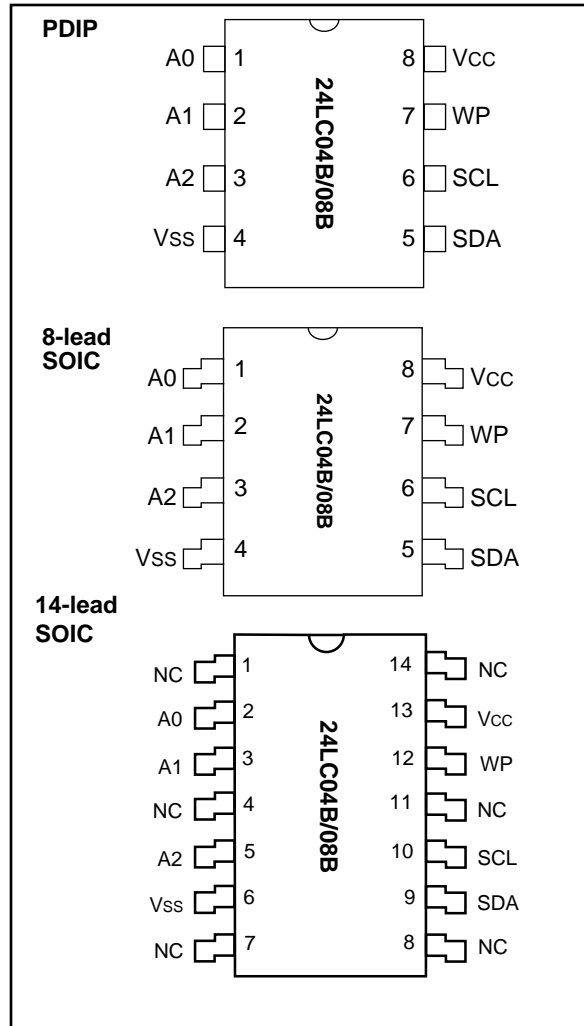 PDIP
A0 1 8 VCC
A1 2 7 WP
A2 3 6 SCL
VSS 4 5 SDA
24LC04B/08B
8-lead
SOIC
A0 1 8 VCC
A1 2 7 WP
A2 3 6 SCL
VSS 4 5 SDA
24LC04B/08B
14-lead
SOIC
NC 1 14 NC
A0 2 13 VCC
A1 3 12 WP
NC 4 11 NC
A2 5 10 SCL
VSS 6 9 SDA
NC 7 8 NC
24LC04B/08B